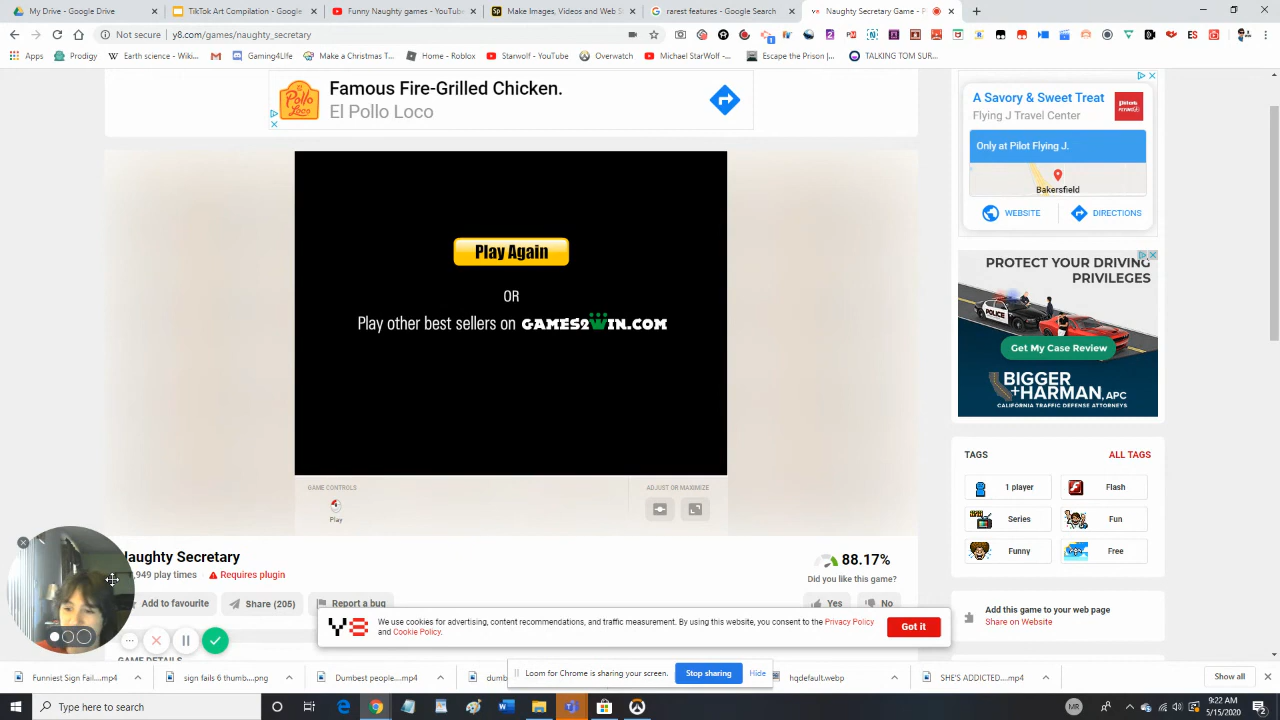 My Drive - Google Drive
TikTok Art Compilation - Google
Funny Naughty games - YouTube
Make Images, Videos and Web S
rarest features - Google Search
Naughty Secretary Game - Pl
Not secure | y8.com/games/naughty_secretary
Apps
Prodigy
Earth science - Wiki...
Gaming4Life
Make a Christmas T...
Home - Roblox
Starwolf - YouTube
Overwatch
Michael StarWolf -...
Escape the Prison |...
TALKING TOM SUR...
Famous Fire-Grilled Chicken.
El Pollo Loco
Play Again
OR
Play other best sellers on GAMES2WIN.COM
GAME CONTROLS
Play
ADJUST OR MAXIMIZE
A Savory & Sweet Treat
Flying J Travel Center
Only at Pilot Flying J.
Bakersfield
WEBSITE
DIRECTIONS
PROTECT YOUR DRIVING
PRIVILEGES
POLICE
Get My Case Review
BIGGER
+HARMAN, APC
CALIFORNIA TRAFFIC DEFENSE ATTORNEYS
TAGS
ALL TAGS
1 player
Flash
Series
Fun
Funny
Free
Naughty Secretary
,949 play times
Requires plugin
88.17%
Did you like this game?
Add to favourite
Share (205)
Report a bug
Yes
No
Add this game to your web page
Share on Website
Y8
We use cookies for advertising, content recommendations, and traffic measurement. By using this website, you consent to the Privacy Policy
and Cookie Policy.
Got it
GAME DETAILS
Funniest Sign Fail....mp4
sign fails 6 thumb....png
Dumbest people....mp4
dumb
Loom for Chrome is sharing your screen.
Stop sharing
Hide
hqdefault.webp
SHE'S ADDICTED....mp4
Show all
Type here to search
MR
9:22 AM
5/15/2020